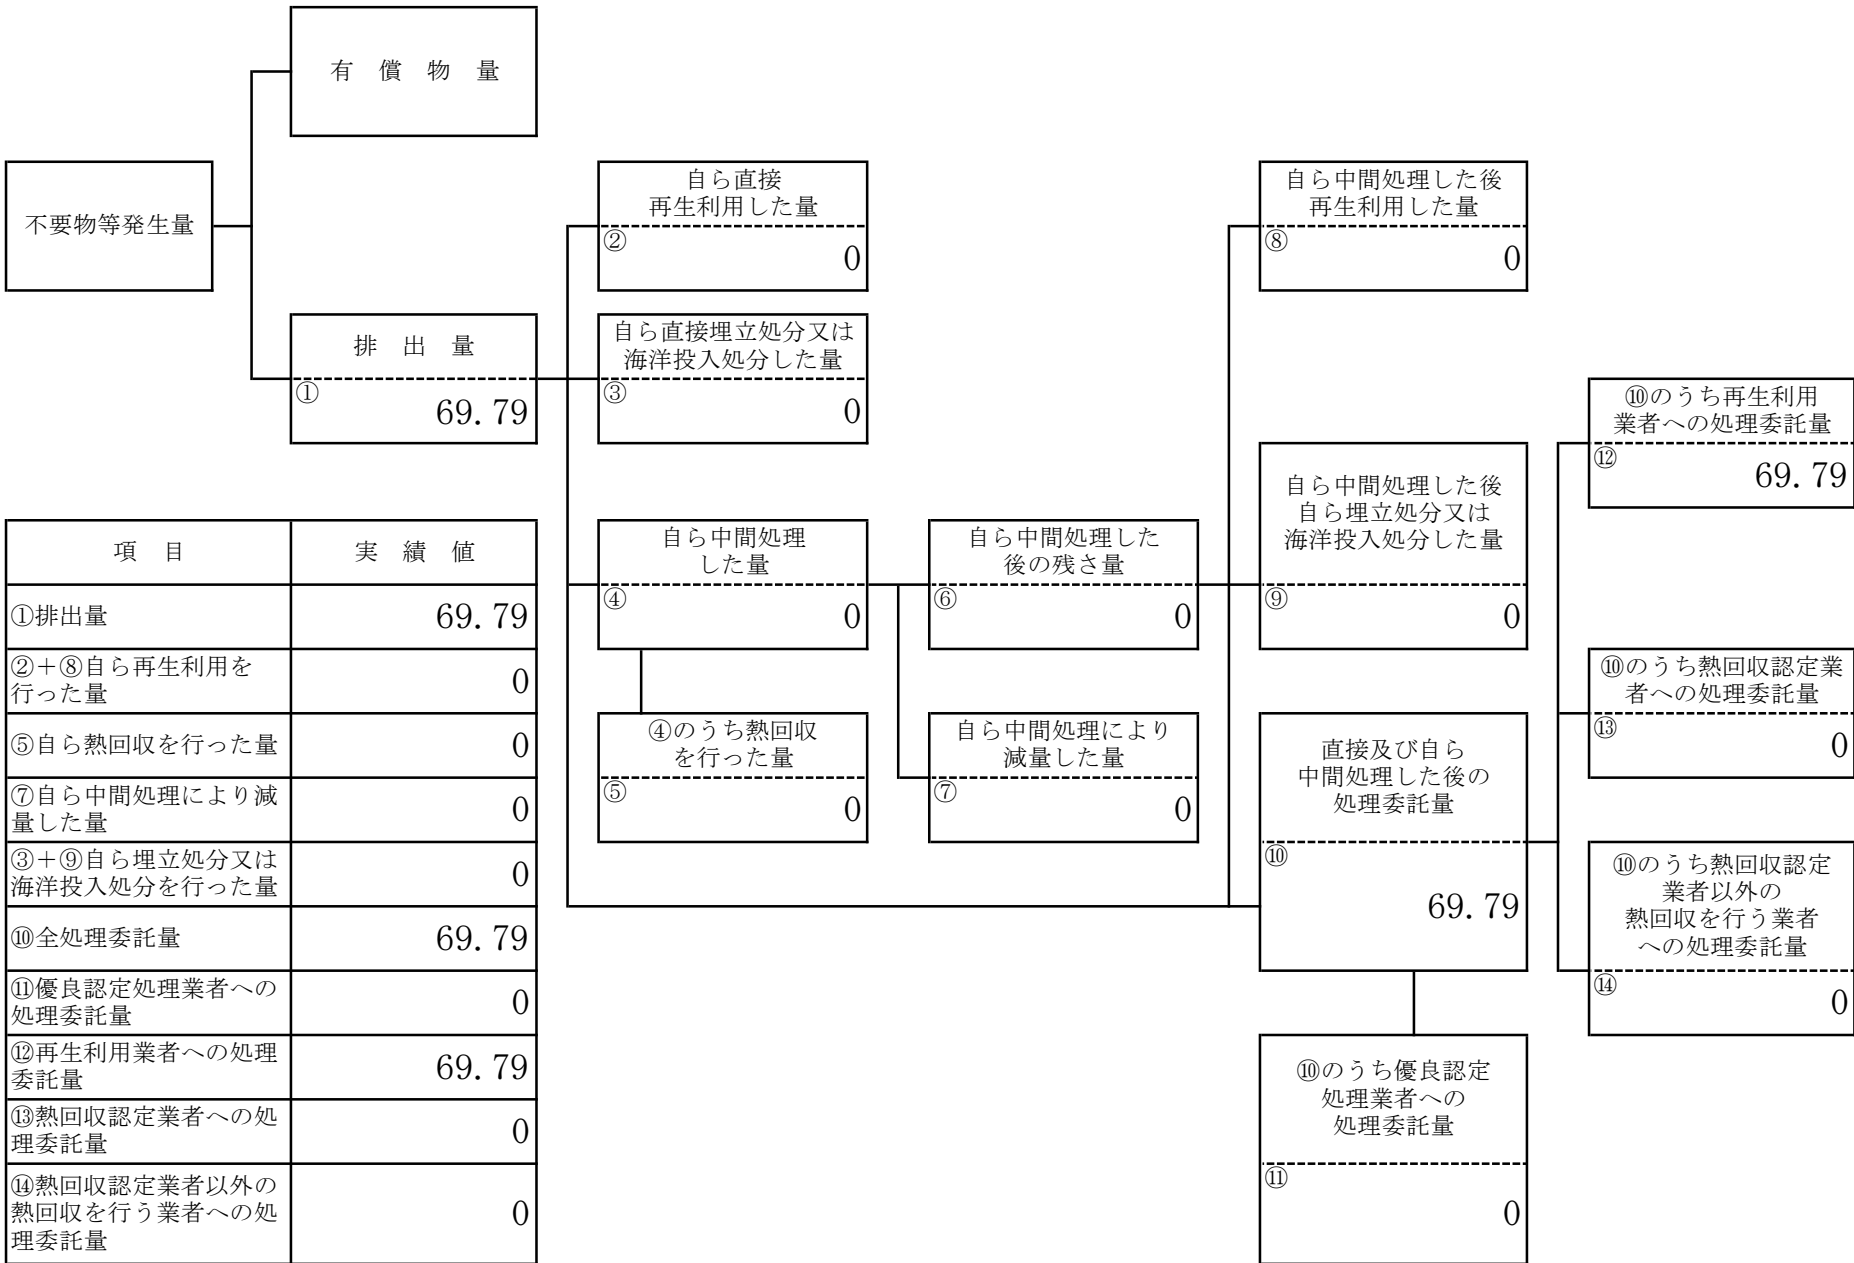 有　償　物　量
不要物等発生量
排　出　量
①
69.79
自ら直接
再生利用した量
②
0
自ら直接埋立処分又は
海洋投入処分した量
③
0
自ら中間処理
した量
④
0
④のうち熱回収
を行った量
⑤
0
自ら中間処理した
後の残さ量
⑥
0
自ら中間処理により
減量した量
⑦
0
自ら中間処理した後
再生利用した量
⑧
0
自ら中間処理した後
自ら埋立処分又は
海洋投入処分した量
⑨
0
直接及び自ら
中間処理した後の
処理委託量
⑩
69.79
⑩のうち優良認定
処理業者への
処理委託量
⑪
0
⑩のうち再生利用
業者への処理委託量
⑫
69.79
⑩のうち熱回収認定業
者への処理委託量
⑬
0
⑩のうち熱回収認定
業者以外の
熱回収を行う業者
への処理委託量
⑭
0
項　目　実　績　値
①排出量　69.79
②＋⑧自ら再生利用を
行った量　0
⑤自ら熱回収を行った量　0
⑦自ら中間処理により減
量した量　0
③＋⑨自ら埋立処分又は
海洋投入処分を行った量　0
⑩全処理委託量　69.79
⑪優良認定処理業者への
処理委託量　0
⑫再生利用業者への処理
委託量　69.79
⑬熱回収認定業者への処
理委託量　0
⑭熱回収認定業者以外の
熱回収を行う業者への処
理委託量　0